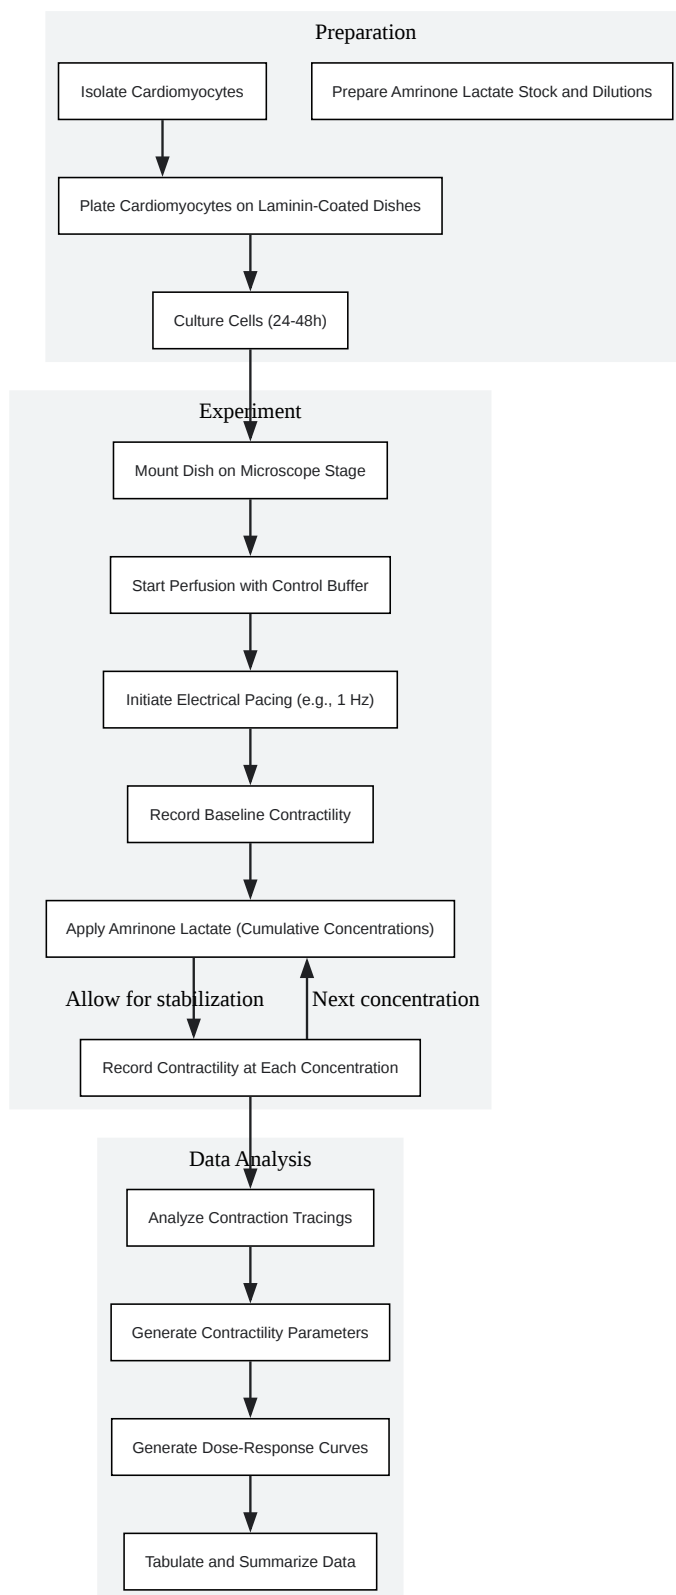 Preparation
Isolate Cardiomyocytes
Prepare Amrinone Lactate Stock and Dilutions
Plate Cardiomyocytes on Laminin-Coated Dishes
Culture Cells (24-48h)
Experiment
Mount Dish on Microscope Stage
Start Perfusion with Control Buffer
Initiate Electrical Pacing (e.g., 1 Hz)
Record Baseline Contractility
Apply Amrinone Lactate (Cumulative Concentrations)
Allow for stabilization
Next concentration
Record Contractility at Each Concentration
Data Analysis
Analyze Contraction Tracings
Generate Contractility Parameters
Generate Dose-Response Curves
Tabulate and Summarize Data